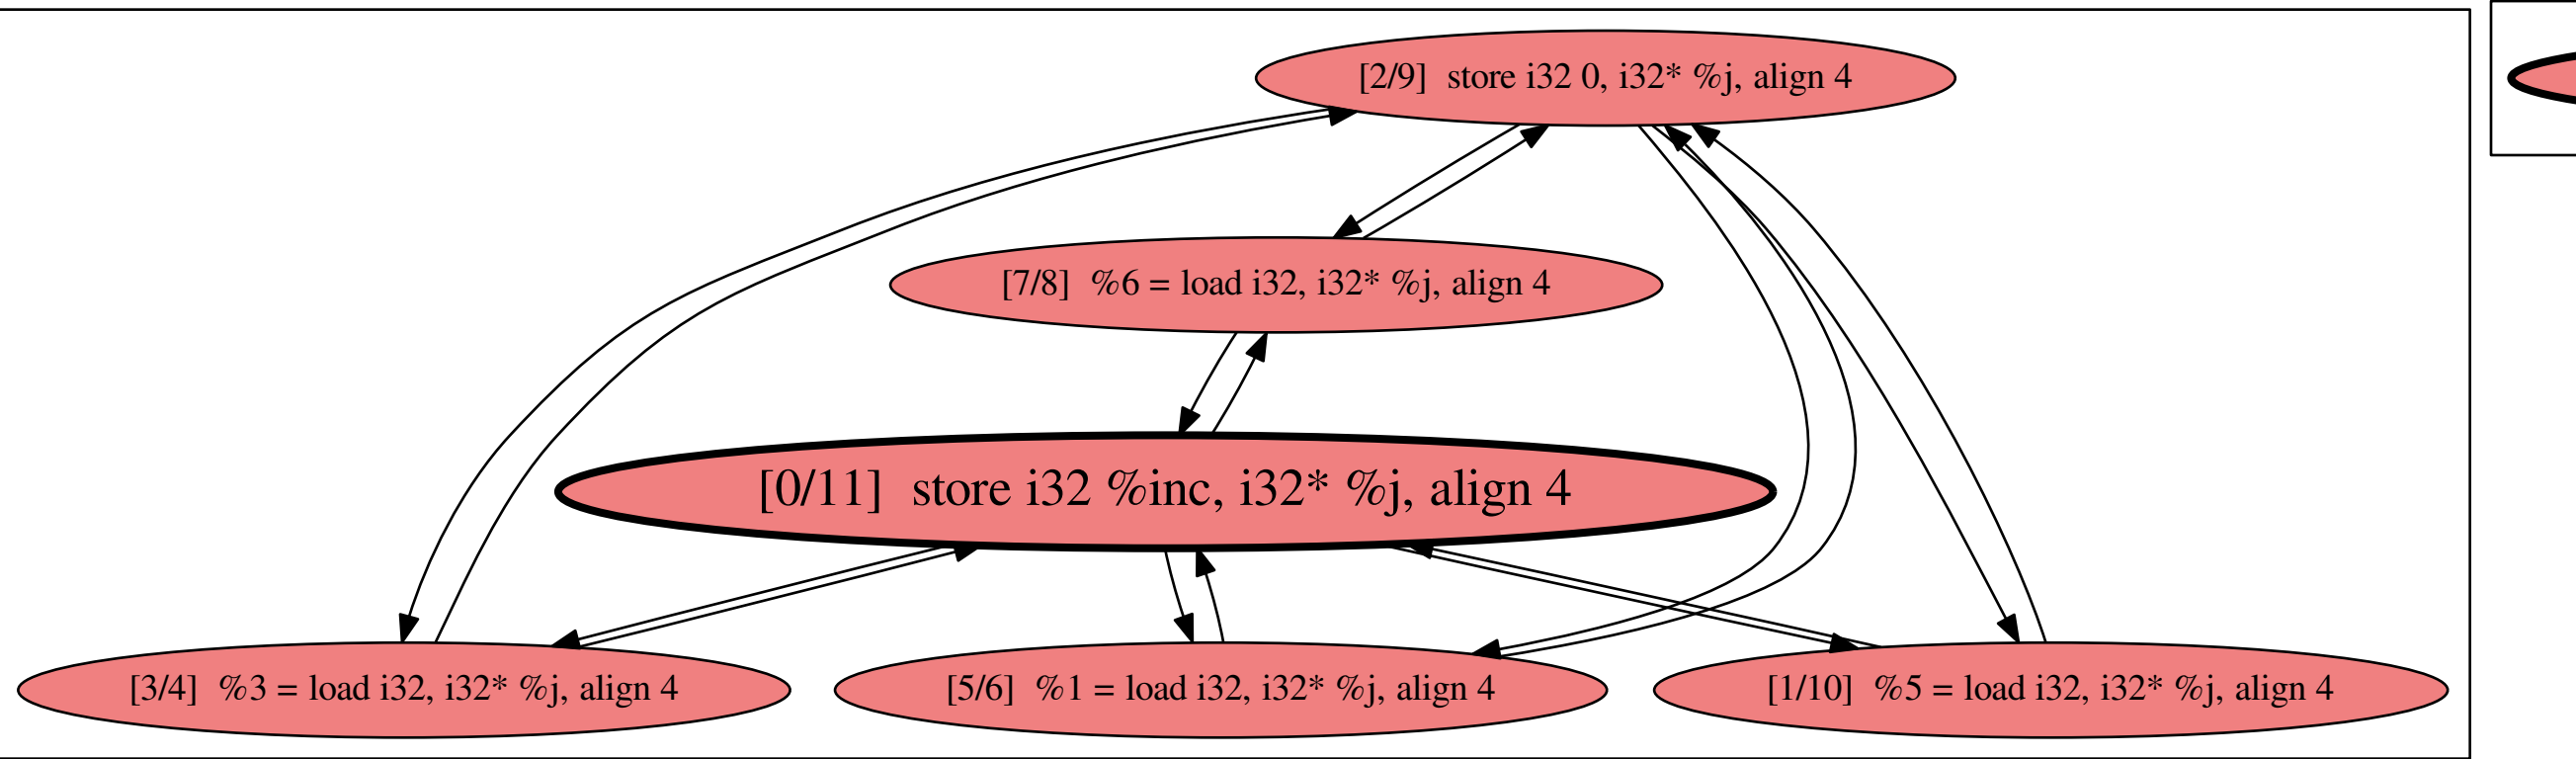 [2/9] store i32 0, i32* %j, align 4
[7/8] %6 = load i32, i32* %j, align 4
[0/11] store i32 %inc, i32* %j, align 4
[3/4] %3 = load i32, i32* %j, align 4
[5/6] %1 = load i32, i32* %j, align 4
[1/10] %5 = load i32, i32* %j, align 4